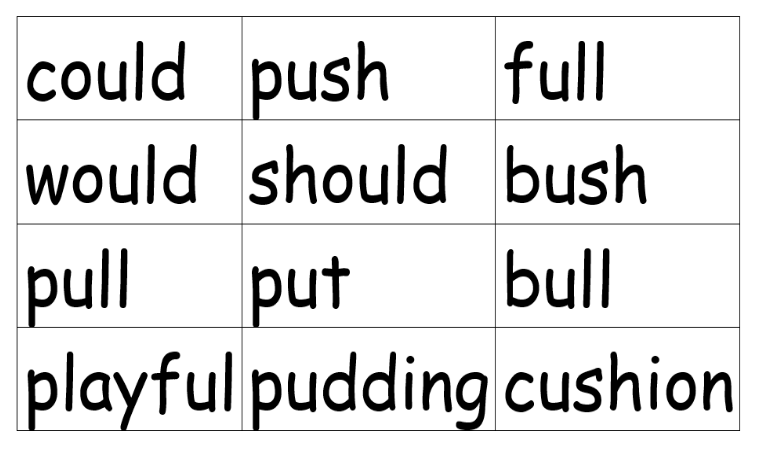 could push full
would should bush
pull put bull
playful pudding cushion